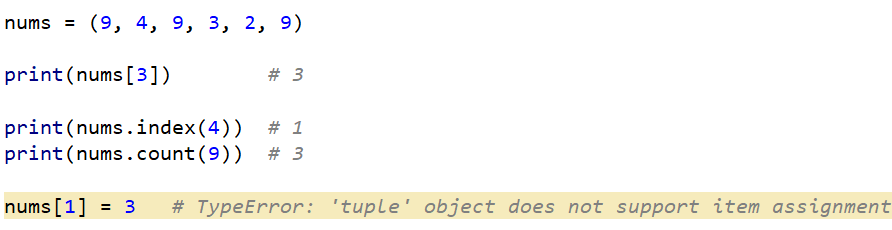 nums = (9, 4, 9, 3, 2, 9)
print(nums[3])        # 3
print(nums.index(4))  # 1
print(nums.count(9))  # 3
nums[1] = 3   # TypeError: 'tuple' object does not support item assignment